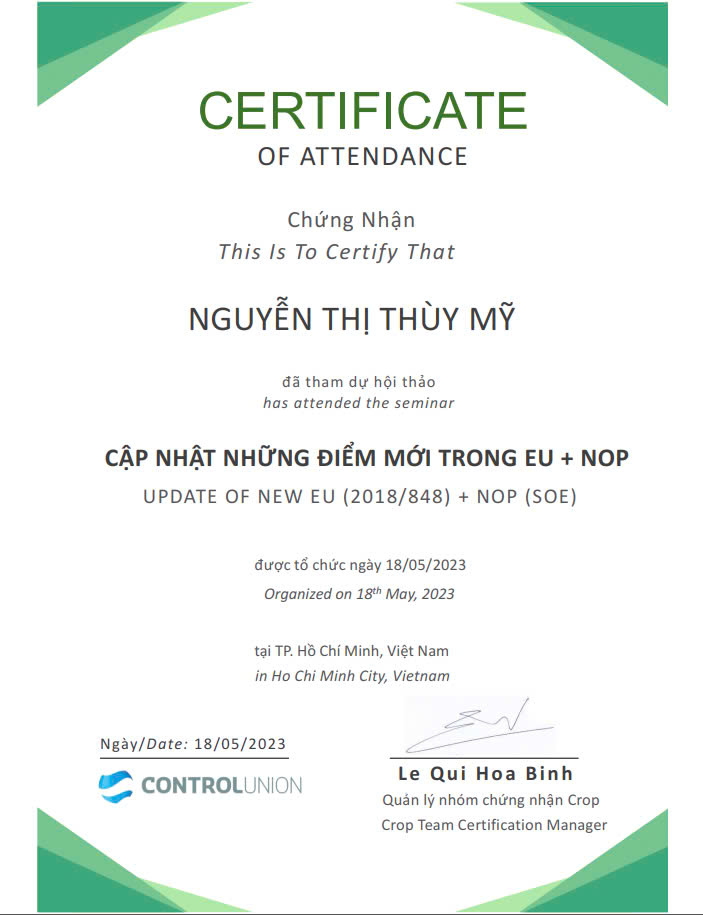 CERTIFICATE
OF ATTENDANCE
Chứng Nhận
This Is To Certify That
NGUYỄN THỊ THÙY MỸ
đã tham dự hội thảo
has attended the seminar
CẬP NHẬT NHỮNG ĐIỂM MỚI TRONG EU + NOP
UPDATE OF NEW EU (2018/848) + NOP (SOE)
được tổ chức ngày 18/05/2023
Organized on 18th May, 2023
tại TP. Hồ Chí Minh, Việt Nam
in Ho Chi Minh City, Vietnam
Ngày/Date: 18/05/2023
CONTROLUNION
Le Qui Hoa Binh
Quản lý nhóm chứng nhận Crop
Crop Team Certification Manager